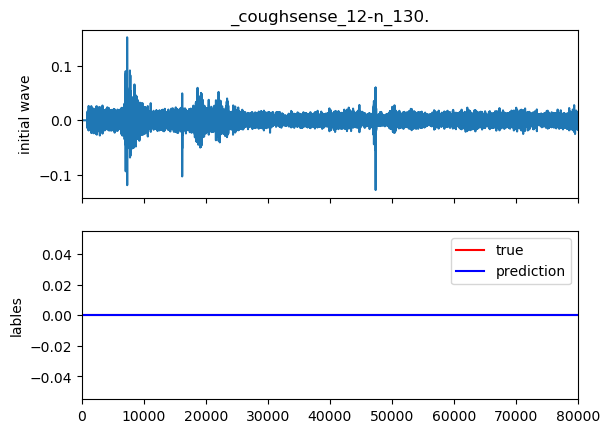 _coughsense_12-n_130.
initial wave
0.1
0.0
−0.1
lables
0.04
0.02
0.00
−0.02
−0.04
true
prediction
0 10000 20000 30000 40000 50000 60000 70000 80000